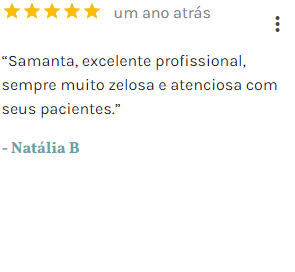 um ano atrás
“Samanta, excelente profissional,
sempre muito zelosa e atenciosa com
seus pacientes.”
- Natália B